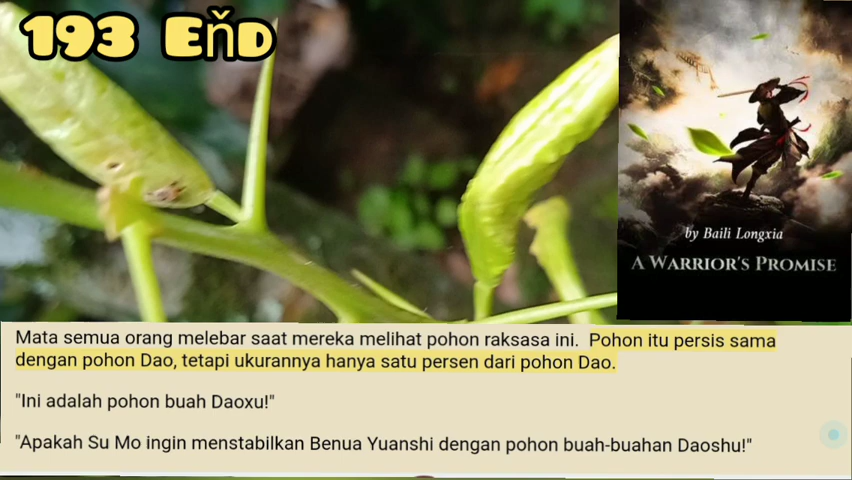 193 Eňd
by Baili Longxia
A WARRIOR'S PROMISE
Mata semua orang melebar saat mereka melihat pohon raksasa ini. Pohon itu persis sama
dengan pohon Dao, tetapi ukurannya hanya satu persen dari pohon Dao.
"Ini adalah pohon buah Daoxu!"
"Apakah Su Mo ingin menstabilkan Benua Yuanshi dengan pohon buah-buahan Daoshu!"